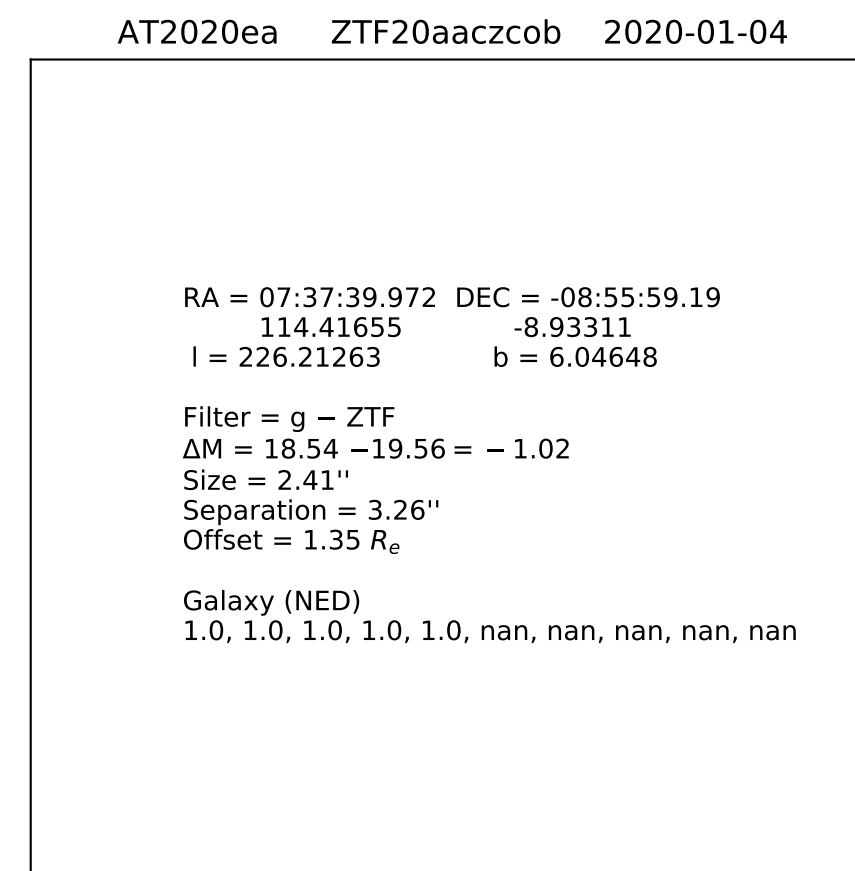 AT2020ea ZTF20aaczcob 2020-01-04
RA = 07:37:39.972 DEC = -08:55:59.19
114.41655 -8.93311
l = 226.21263 b = 6.04648
Filter = g − ZTF
ΔM = 18.54 −19.56 = − 1.02
Size = 2.41''
Separation = 3.26''
Offset = 1.35 Re
Galaxy (NED)
1.0, 1.0, 1.0, 1.0, 1.0, nan, nan, nan, nan, nan